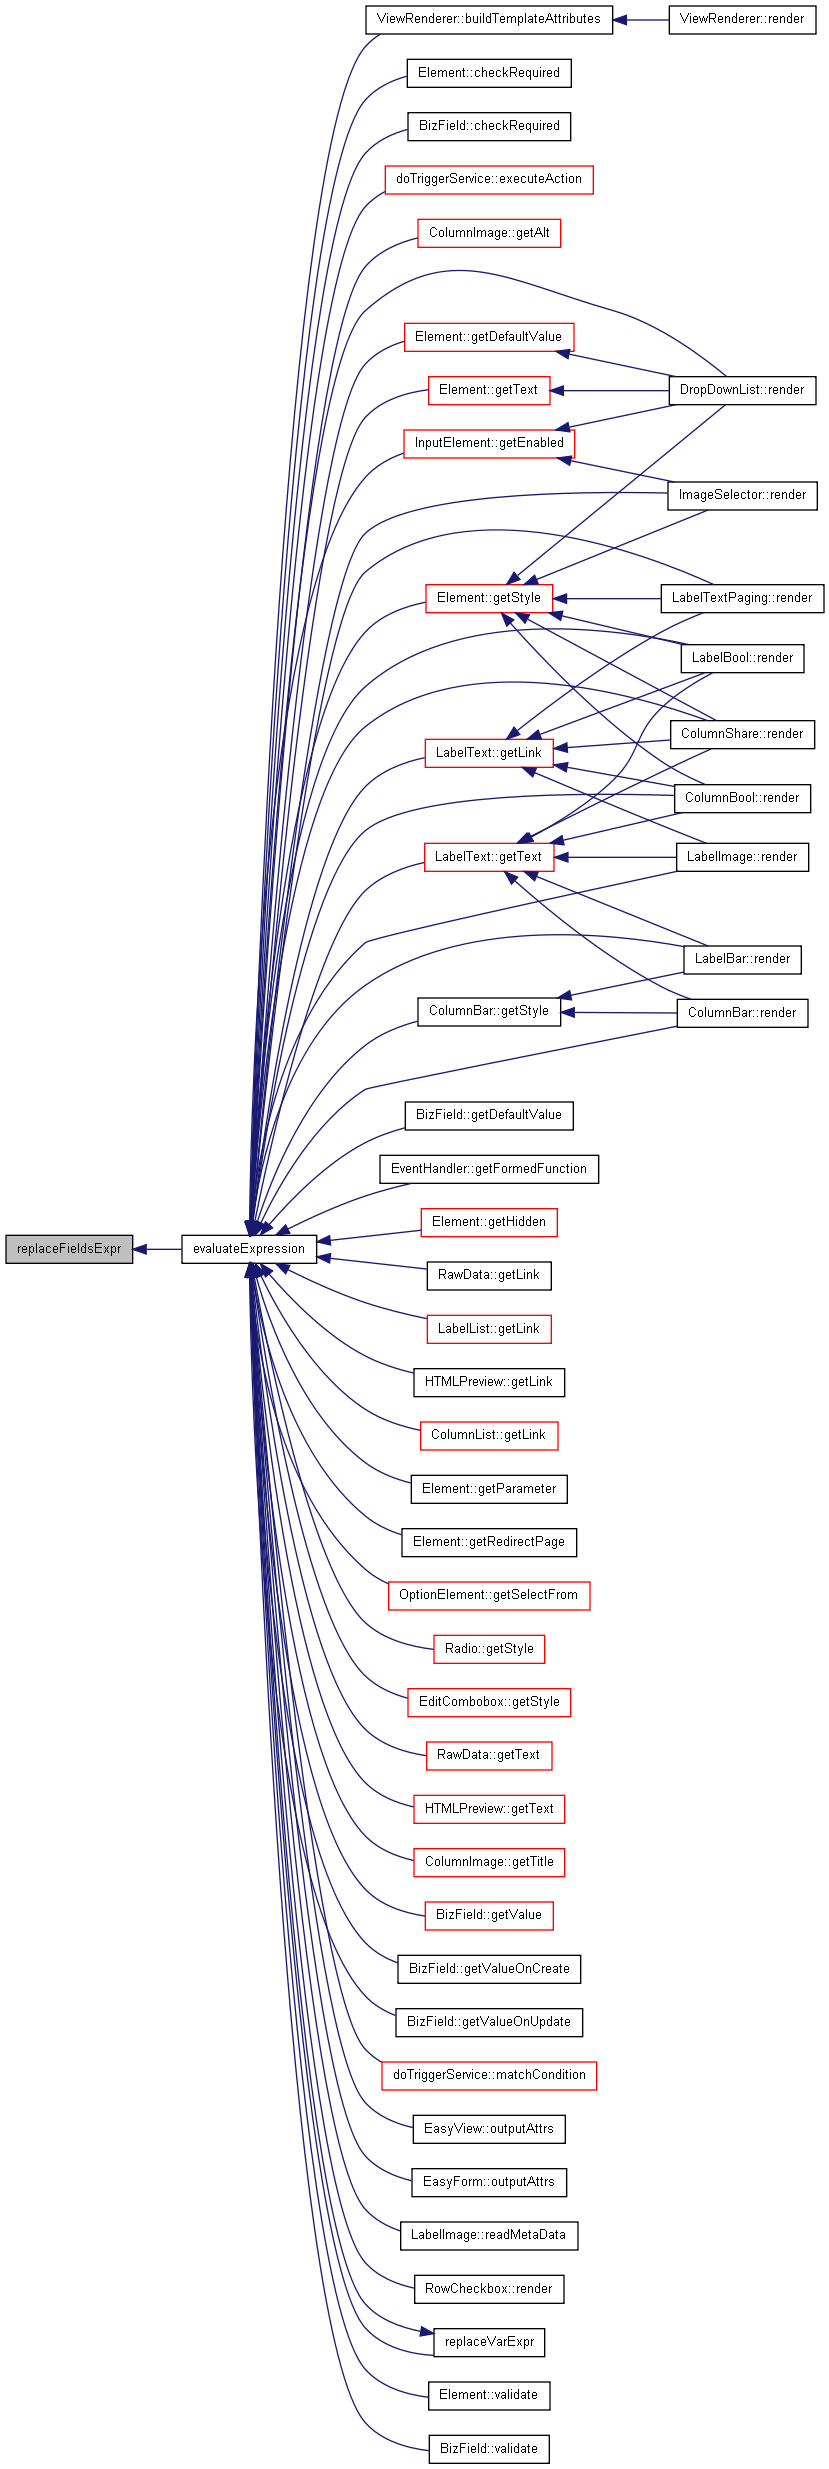 ViewRenderer::buildTemplateAttributes
ViewRenderer::render
Element::checkRequired
BizField::checkRequired
doTriggerService::executeAction
ColumnImage::getAlt
Element::getDefaultValue
Element::getText
DropDownList::render
InputElement::getEnabled
ImageSelector::render
Element::getStyle
LabelTextPaging::render
LabelBool::render
ColumnShare::render
LabelText::getLink
ColumnBool::render
LabelText::getText
LabelImage::render
LabelBar::render
ColumnBar::getStyle
ColumnBar::render
BizField::getDefaultValue
EventHandler::getFormedFunction
Element::getHidden
replaceFieldsExpr
evaluateExpression
RawData::getLink
LabelList::getLink
HTMLPreview::getLink
ColumnList::getLink
Element::getParameter
Element::getRedirectPage
OptionElement::getSelectFrom
Radio::getStyle
EditCombobox::getStyle
RawData::getText
HTMLPreview::getText
ColumnImage::getTitle
BizField::getValue
BizField::getValueOnCreate
BizField::getValueOnUpdate
doTriggerService::matchCondition
EasyView::outputAttrs
EasyForm::outputAttrs
LabelImage::readMetaData
RowCheckbox::render
replaceVarExpr
Element::validate
BizField::validate